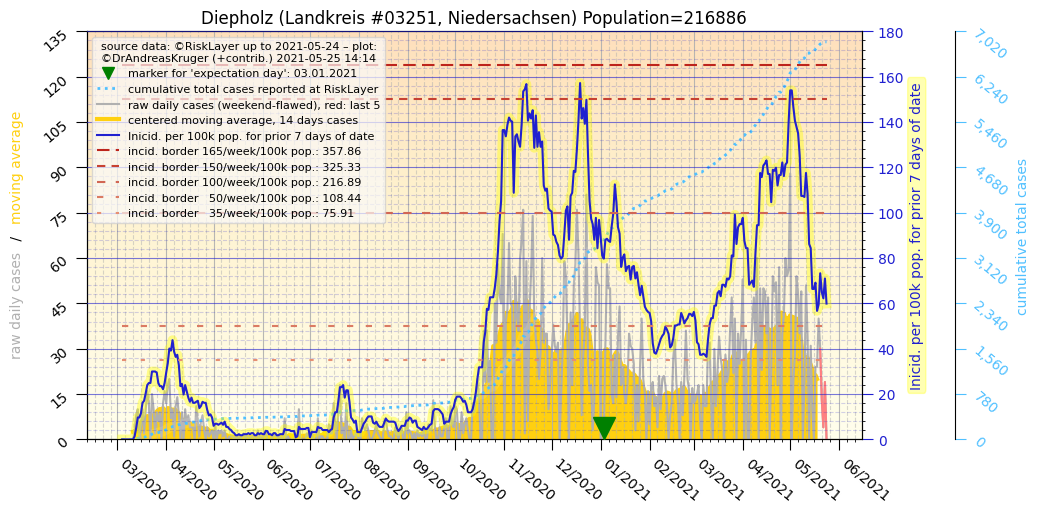 Diepholz (Landkreis #03251, Niedersachsen) Population=216886
source data: ©RiskLayer up to 2021-05-24 – plot:
©DrAndreasKruger (+contrib.) 2021-05-25 14:14
marker for 'expectation day': 03.01.2021
cumulative total cases reported at RiskLayer
raw daily cases (weekend-flawed), red: last 5
centered moving average, 14 days cases
Inicid. per 100k pop. for prior 7 days of date
incid. border 165/week/100k pop.: 357.86
incid. border 150/week/100k pop.: 325.33
incid. border 100/week/100k pop.: 216.89
incid. border 50/week/100k pop.: 108.44
incid. border 35/week/100k pop.: 75.91
raw daily cases / moving average
135
120
105
90
75
60
45
30
15
0
03/2020
04/2020
05/2020
06/2020
07/2020
08/2020
09/2020
10/2020
11/2020
12/2020
01/2021
02/2021
03/2021
04/2021
05/2021
06/2021
180
160
140
120
100
80
60
40
20
0
Inicid. per 100k pop. for prior 7 days of date
7,020
6,240
5,460
4,680
3,900
3,120
2,340
1,560
780
0
cumulative total cases